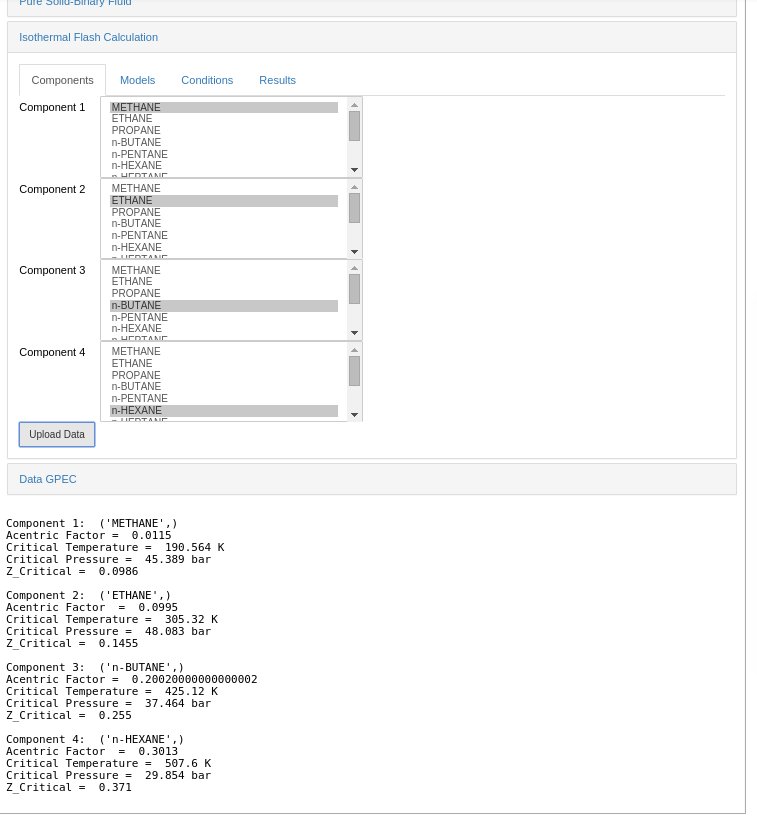 Pure Solid-Binary Fluid
Isothermal Flash Calculation
Components Models Conditions Results
Component 1
METHANE
ETHANE
PROPANE
n-BUTANE
n-PENTANE
n-HEXANE
n-HEPTANE
Component 2
METHANE
ETHANE
PROPANE
n-BUTANE
n-PENTANE
n-HEXANE
n-HEPTANE
Component 3
METHANE
ETHANE
PROPANE
n-BUTANE
n-PENTANE
n-HEXANE
n-HEPTANE
Component 4
METHANE
ETHANE
PROPANE
n-BUTANE
n-PENTANE
n-HEXANE
n-HEPTANE
Upload Data
Data GPEC
Component 1:  ('METHANE',)
Acentric Factor =  0.0115
Critical Temperature =  190.564 K
Critical Pressure =  45.389 bar
Z_Critical =  0.0986
Component 2:  ('ETHANE',)
Acentric Factor  =  0.0995
Critical Temperature =  305.32 K
Critical Pressure =  48.083 bar
Z_Critical =  0.1455
Component 3:  ('n-BUTANE',)
Acentric Factor =  0.20020000000000002
Critical Temperature =  425.12 K
Critical Pressure =  37.464 bar
Z_Critical =  0.255
Component 4:  ('n-HEXANE',)
Acentric Factor  =  0.3013
Critical Temperature =  507.6 K
Critical Pressure =  29.854 bar
Z_Critical =  0.371